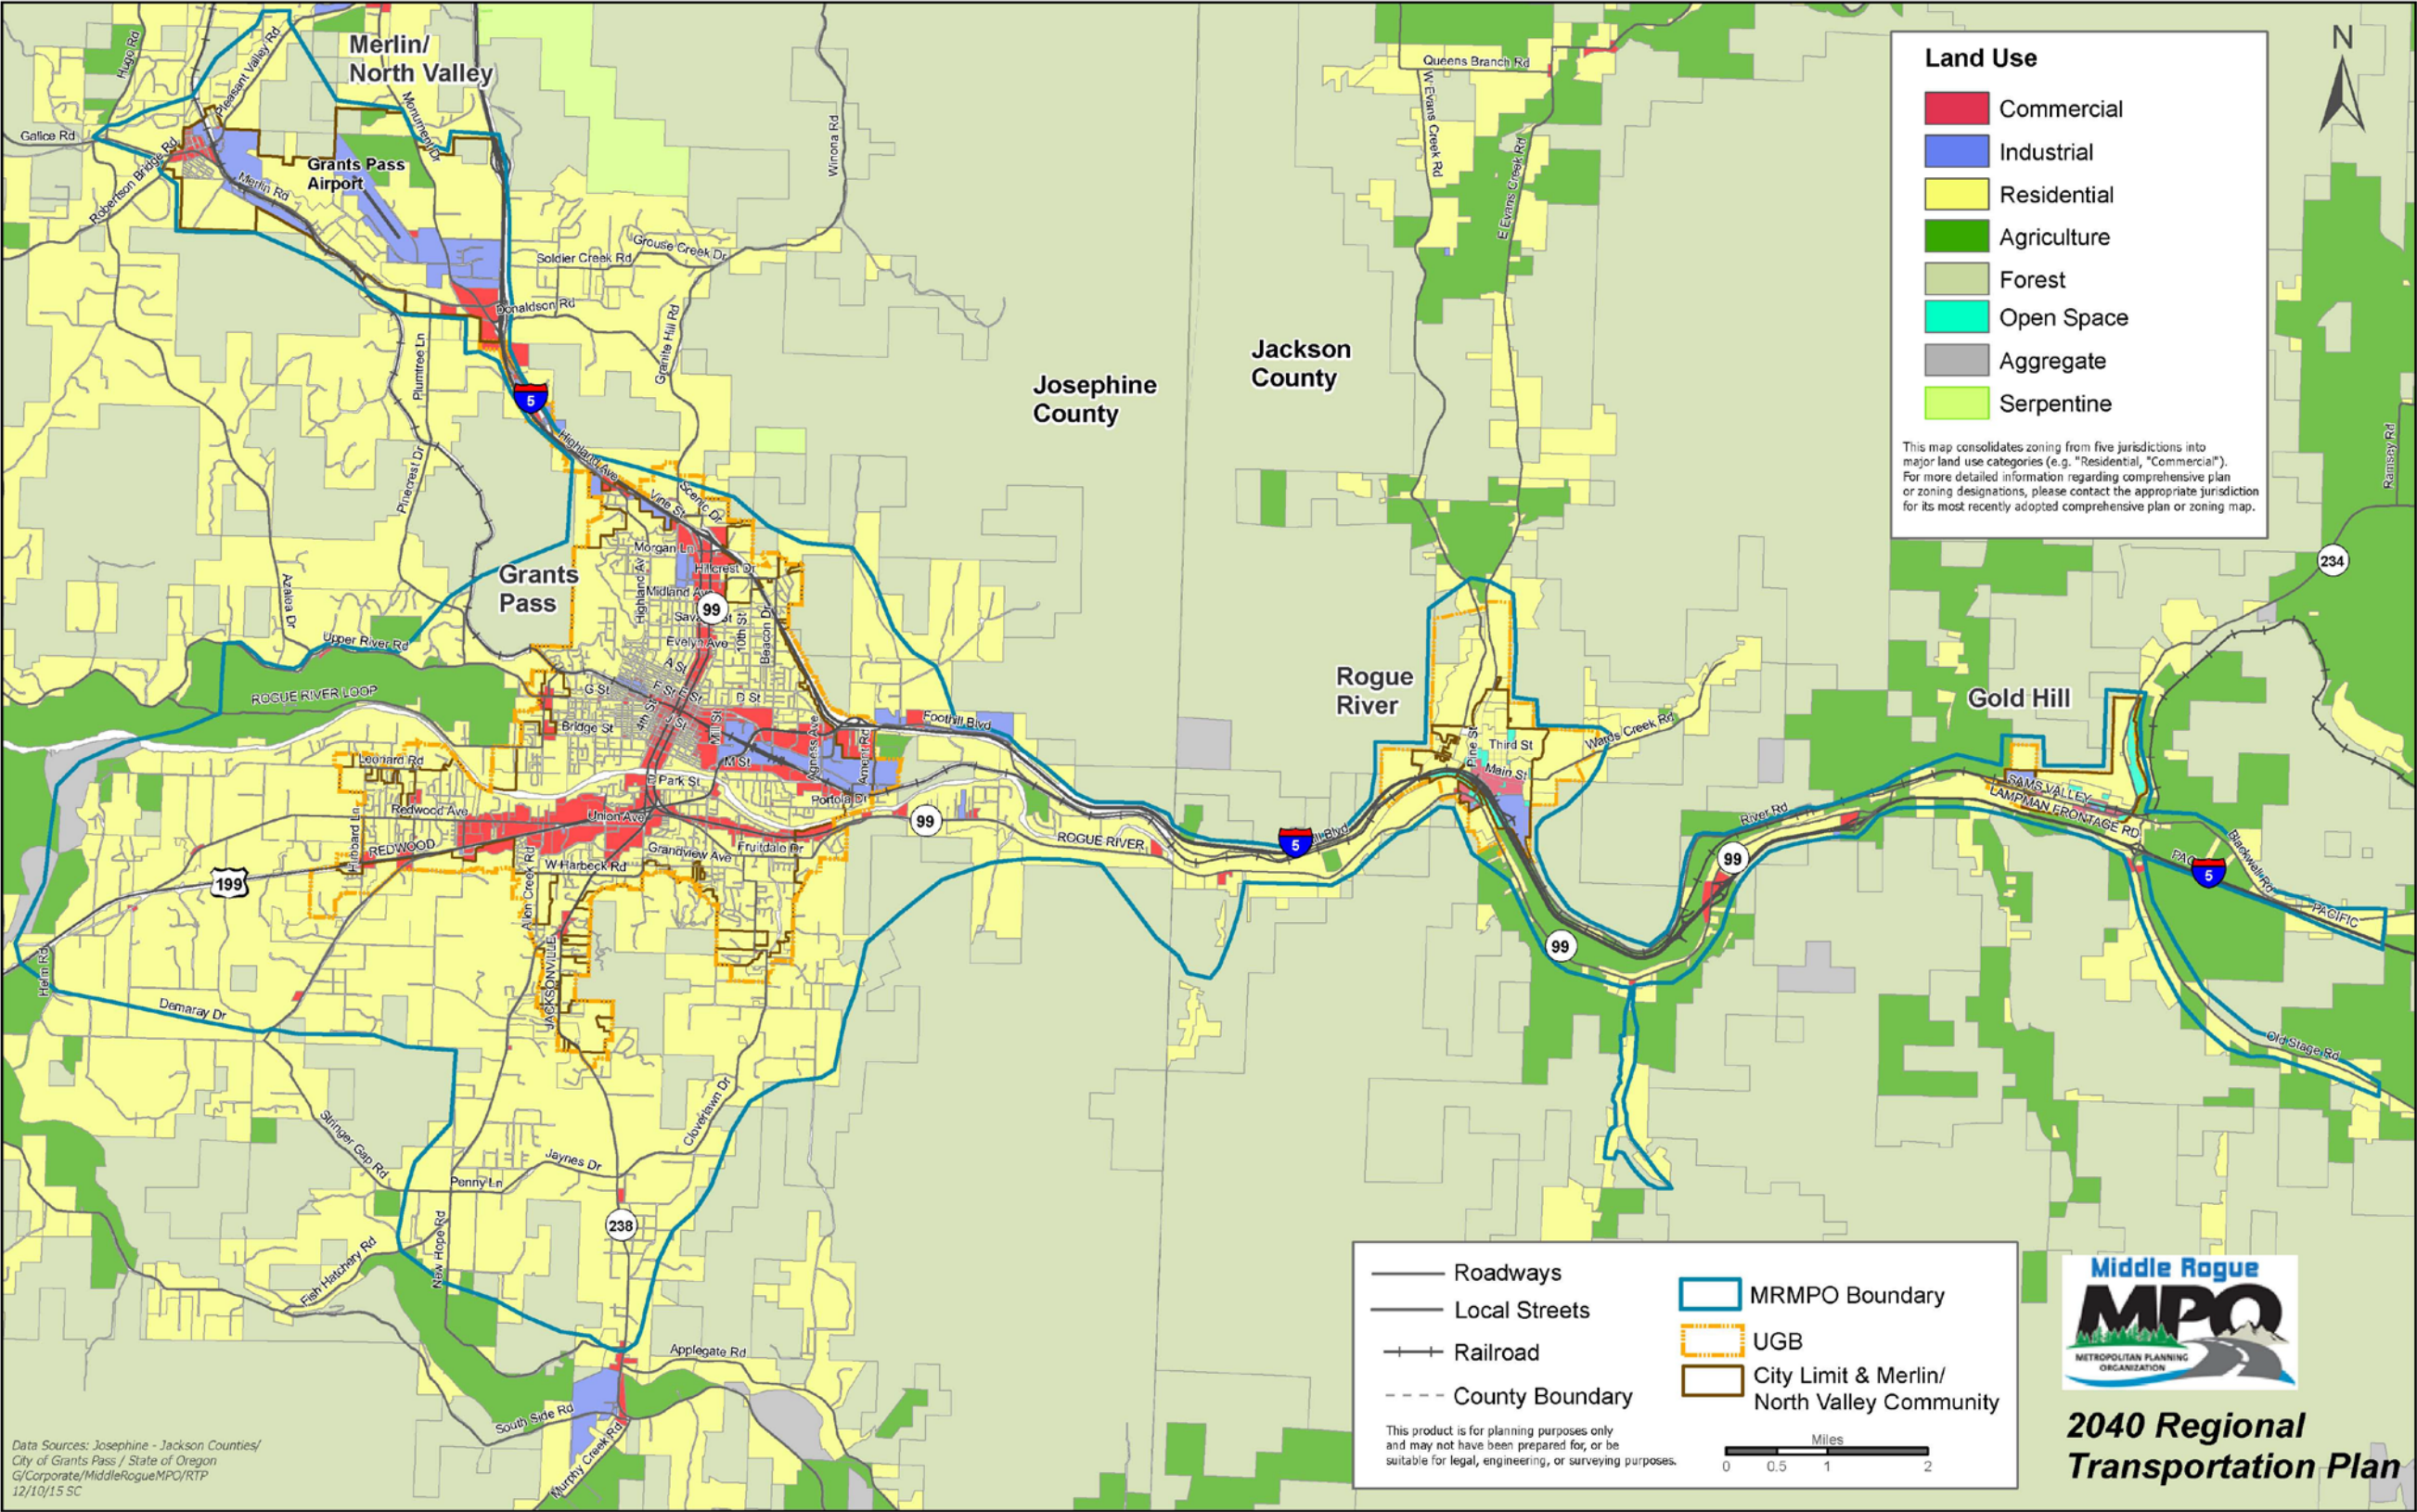 Merlin/
North Valley
Hugo Rd
Pleasant Valley Rd
Monument Dr
Galice Rd
Robertson Bridge Rd
Merlin Rd
Grants Pass
Airport
Winona Rd
Grouse Creek Dr
Soldier Creek Rd
Donaldson Rd
Granite Hill Rd
Plumtree Ln
Pinecrest Dr
5
Highland Ave
Vine St
Scenic Dr
Morgan Ln
Hillcrest Dr
Highland Av
Midland Ave
99
10th St
Beacon Dr
Evelyn Ave
A St
F St
E St
D St
G St
J St
4th St
Bridge St
Mill St
M St
Agness Ave
Ament Rd
Foothill Blvd
E Park St
Portola Dr
Grants
Pass
Azalea Dr
Upper River Rd
ROGUE RIVER LOOP
Leonard Rd
Redwood Ave
Hubbard Ln
REDWOOD
Union Ave
W Harbeck Rd
Grandview Ave
Fruitdale Dr
99
ROGUE RIVER
199
Allen Creek Rd
JACKSONVILLE
Helm Rd
Demaray Dr
Stringer Gap Rd
Cloverlawn Dr
Jaynes Dr
Penny Ln
238
New Hope Rd
Fish Hatchery Rd
Applegate Rd
South Side Rd
Murphy Creek Rd
Josephine
County
Jackson
County
Queens Branch Rd
W Evans Creek Rd
E Evans Creek Rd
Rogue
River
Pine St
Third St
Main St
Wards Creek Rd
5
99
River Rd
99
Gold Hill
SAMS VALLEY
LAMPMAN FRONTAGE RD
Blackwell Rd
5
PACIFIC
Old Stage Rd
234
Ramsey Rd
N
Land Use
Commercial
Industrial
Residential
Agriculture
Forest
Open Space
Aggregate
Serpentine
This map consolidates zoning from five jurisdictions into
major land use categories (e.g. "Residential, "Commercial").
For more detailed information regarding comprehensive plan
or zoning designations, please contact the appropriate jurisdiction
for its most recently adopted comprehensive plan or zoning map.
Roadways
Local Streets
Railroad
County Boundary
MRMPO Boundary
UGB
City Limit & Merlin/
North Valley Community
This product is for planning purposes only
and may not have been prepared for, or be
suitable for legal, engineering, or surveying purposes.
Miles
0 0.5 1 2
Middle Rogue
MPO
METROPOLITAN PLANNING
ORGANIZATION
2040 Regional
Transportation Plan
Data Sources: Josephine - Jackson Counties/
City of Grants Pass / State of Oregon
G/Corporate/MiddleRogueMPO/RTP
12/10/15 SC